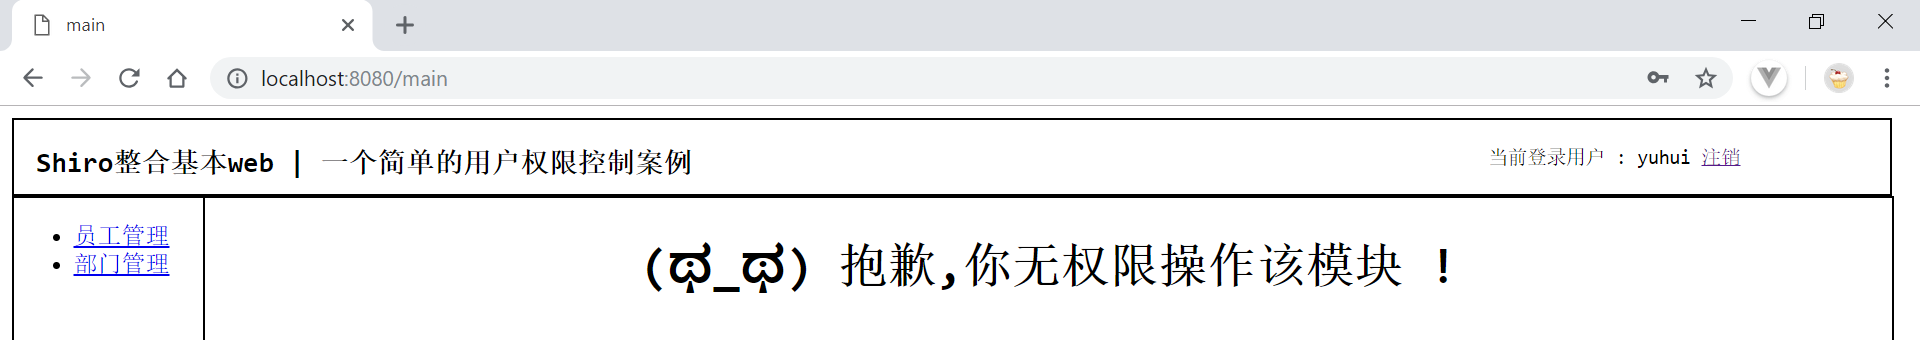 main
localhost:8080/main
Shiro整合基本web | 一个简单的用户权限控制案例
当前登录用户 : yuhui 注销
员工管理
部门管理
(ಥ_ಥ) 抱歉,你无权限操作该模块 !